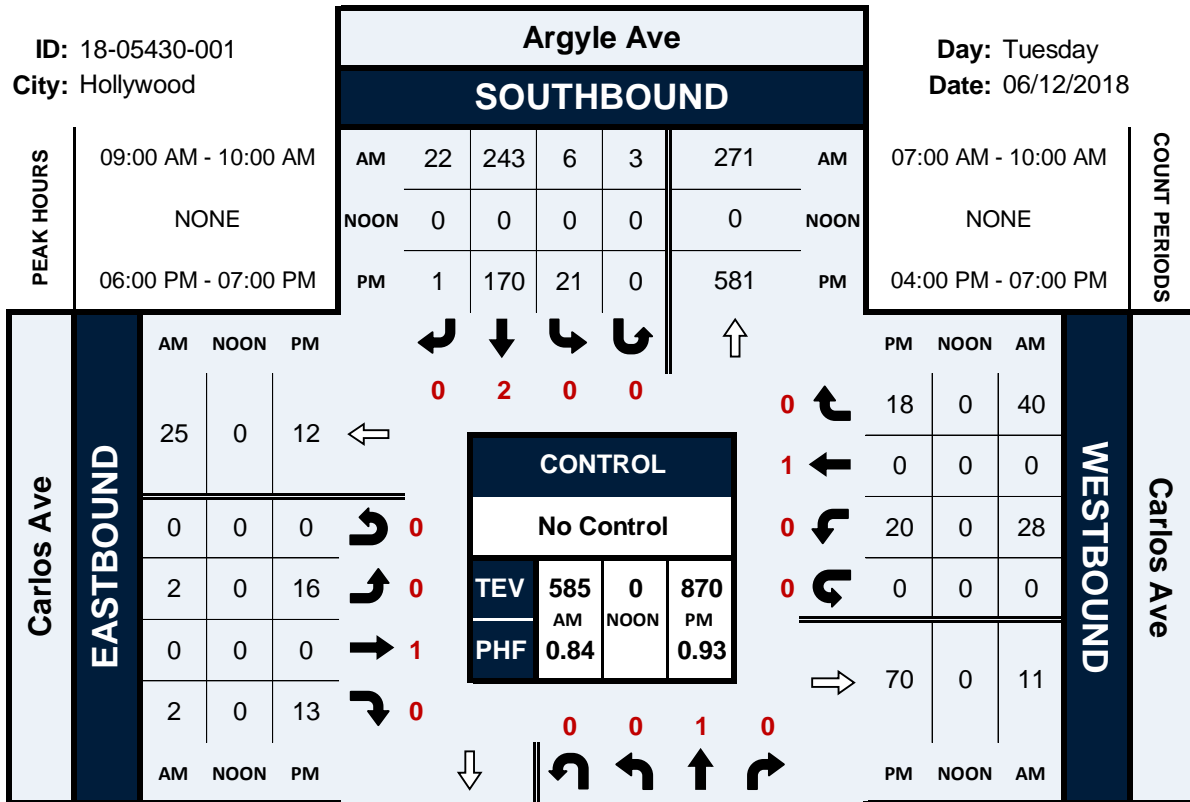 ID: 18-05430-001
City: Hollywood
Argyle Ave
SOUTHBOUND
Day: Tuesday
Date: 06/12/2018
PEAK HOURS
09:00 AM - 10:00 AM
NONE
06:00 PM - 07:00 PM
AM 22 243 6 3 271 AM
NOON 0 0 0 0 0 NOON
PM 1 170 21 0 581 PM
07:00 AM - 10:00 AM
NONE
04:00 PM - 07:00 PM
COUNT PERIODS
0 2 0 0
Carlos Ave
EASTBOUND
AM NOON PM
25 0 12
0 0 0 0
2 0 16 0
0 0 0 1
2 0 13 0
AM NOON PM
CONTROL
No Control
TEV 585 0 870
AM NOON PM
PHF 0.84 0.93
PM NOON AM
0 18 0 40
1 0 0 0
0 20 0 28
0 0 0 0
70 0 11
PM NOON AM
WESTBOUND
Carlos Ave
0 0 1 0